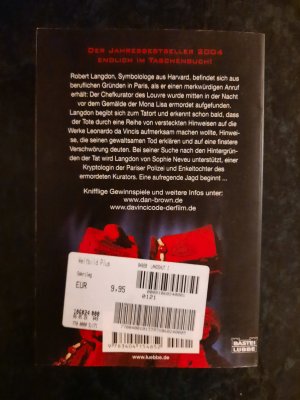 DER JAHRESBESTSELLER 2004
ENDLICH IM TASCHENBUCH!
Robert Langdon, Symbologe aus Harvard, befindet sich aus
beruflichen Gründen in Paris, als er einen merkwürdigen Anruf
erhält: Der Chefkurator des Louvre wurde mitten in der Nacht
vor dem Gemälde der Mona Lisa ermordet aufgefunden.
Langdon begibt sich zum Tatort und erkennt schon bald, dass
der Tote durch eine Reihe von versteckten Hinweisen auf die
Werke Leonardo da Vincis aufmerksam machen wollte, Hinwei-
se, die seinen gewaltsamen Tod erklären und auf eine finstere
Verschwörung deuten. Bei seiner Suche nach den Hintergrün-
den der Tat wird Langdon von Sophie Neveu unterstützt, einer
Kryptologin der Pariser Polizei und Enkeltochter des
ermordeten Kurators. Eine aufregende Jagd beginnt ...
Knifflige Gewinnspiele und weitere Infos unter:
www.dan-brown.de
www.davincicode-derfilm.de
Weltbild Plus
EUR
9,95
0121
www.luebbe.de
BASTEI
LÜBBE